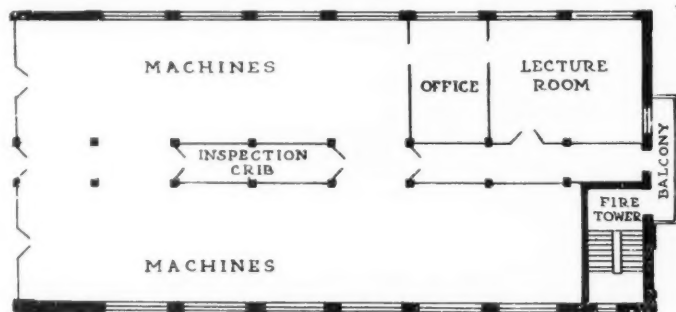 MACHINES
OFFICE
LECTURE
ROOM
INSPECTION
CRIB
BALCONY
FIRE
TOWER
MACHINES